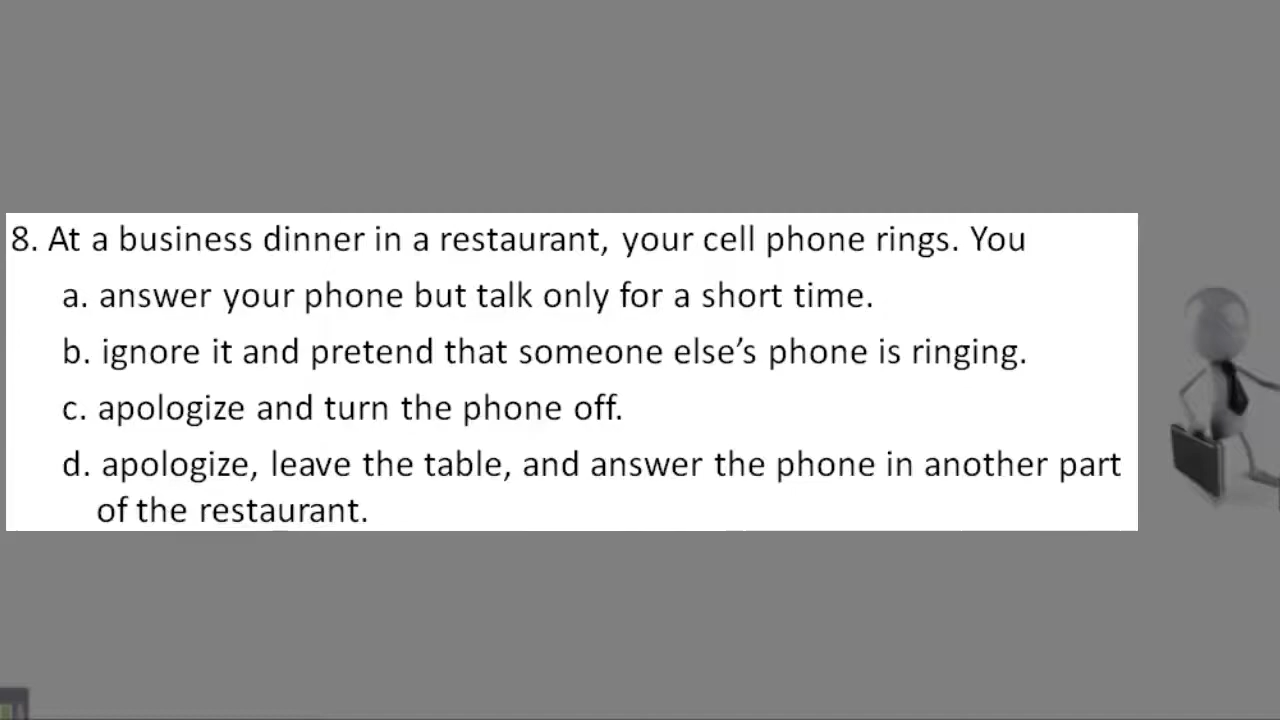 8. At a business dinner in a restaurant, your cell phone rings. You
a. answer your phone but talk only for a short time.
b. ignore it and pretend that someone else’s phone is ringing.
c. apologize and turn the phone off.
d. apologize, leave the table, and answer the phone in another part
of the restaurant.